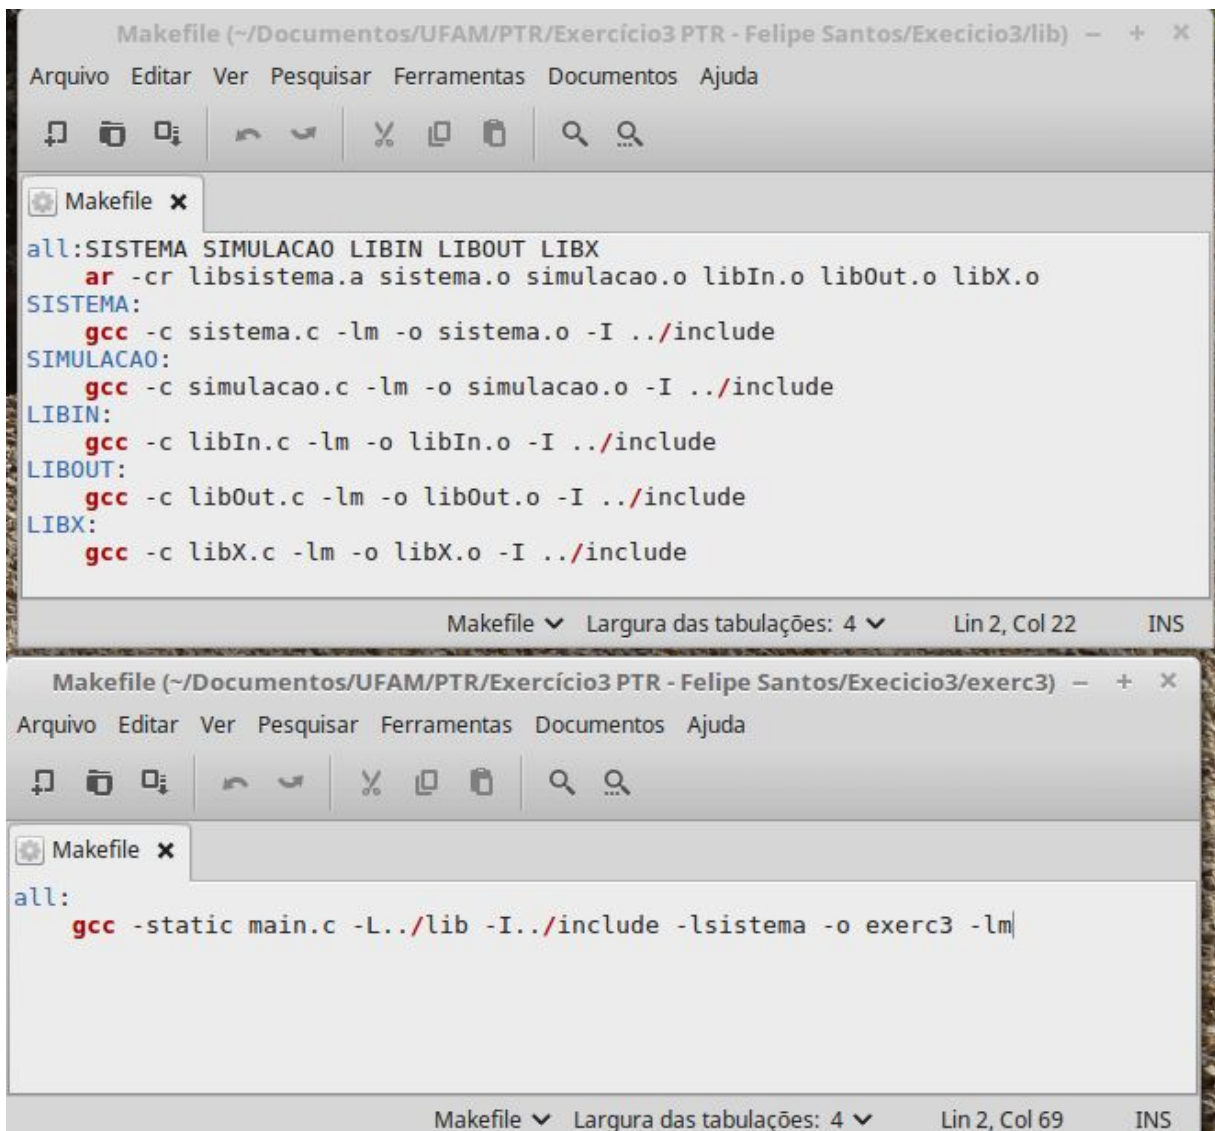 Makefile (~/Documentos/UFAM/PTR/Exercício3 PTR - Felipe Santos/Execicio3/lib)
Arquivo Editar Ver Pesquisar Ferramentas Documentos Ajuda
Makefile
all:SISTEMA SIMULACAO LIBIN LIBOUT LIBX
    ar -cr libsistema.a sistema.o simulacao.o libIn.o libOut.o libX.o
SISTEMA:
    gcc -c sistema.c -lm -o sistema.o -I ../include
SIMULACAO:
    gcc -c simulacao.c -lm -o simulacao.o -I ../include
LIBIN:
    gcc -c libIn.c -lm -o libIn.o -I ../include
LIBOUT:
    gcc -c libOut.c -lm -o libOut.o -I ../include
LIBX:
    gcc -c libX.c -lm -o libX.o -I ../include
Makefile Largura das tabulações: 4 Lin 2, Col 22 INS
Makefile (~/Documentos/UFAM/PTR/Exercício3 PTR - Felipe Santos/Execicio3/exerc3)
Arquivo Editar Ver Pesquisar Ferramentas Documentos Ajuda
Makefile
all:
    gcc -static main.c -L../lib -I../include -lsistema -o exerc3 -lm
Makefile Largura das tabulações: 4 Lin 2, Col 69 INS